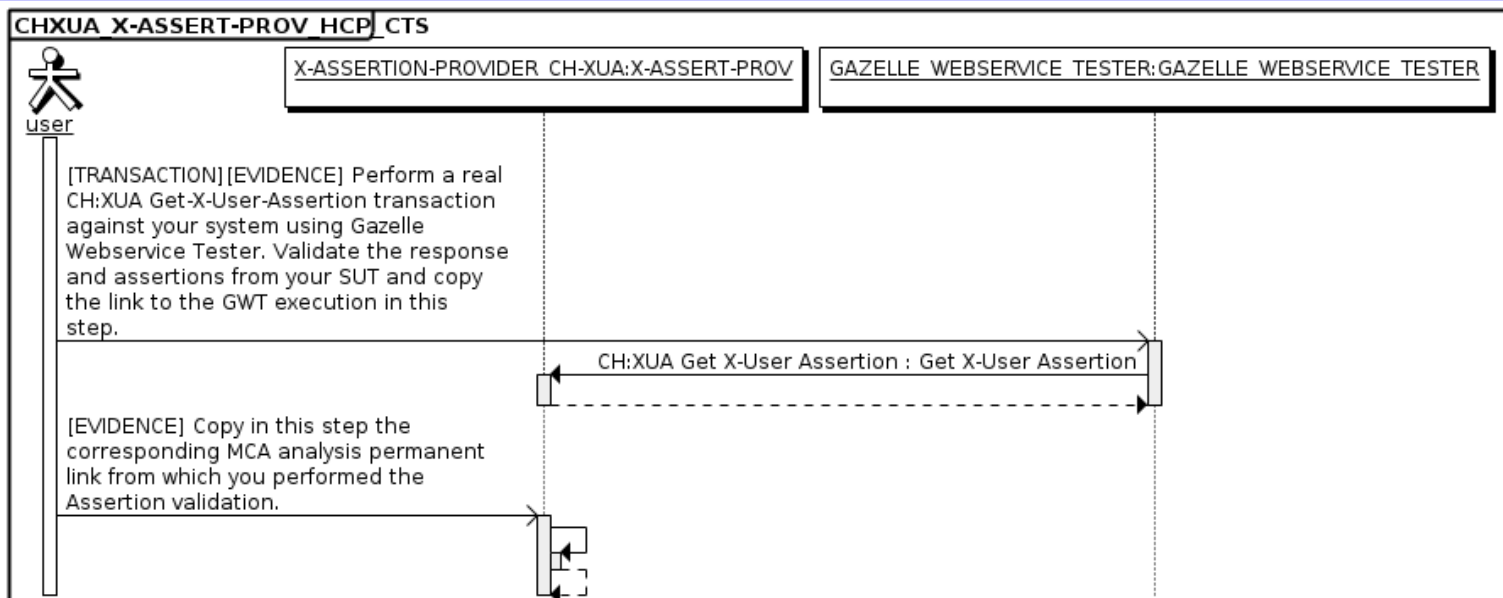 CHXUA_X-ASSERT-PROV_HCP_CTS
X-ASSERTION-PROVIDER_CH-XUA:X-ASSERT-PROV
GAZELLE_WEBSERVICE_TESTER:GAZELLE_WEBSERVICE_TESTER
user
[TRANSACTION][EVIDENCE] Perform a real
CH:XUA Get-X-User-Assertion transaction
against your system using Gazelle
Webservice Tester. Validate the response
and assertions from your SUT and copy
the link to the GWT execution in this
step.
CH:XUA Get X-User Assertion : Get X-User Assertion
[EVIDENCE] Copy in this step the
corresponding MCA analysis permanent
link from which you performed the
Assertion validation.